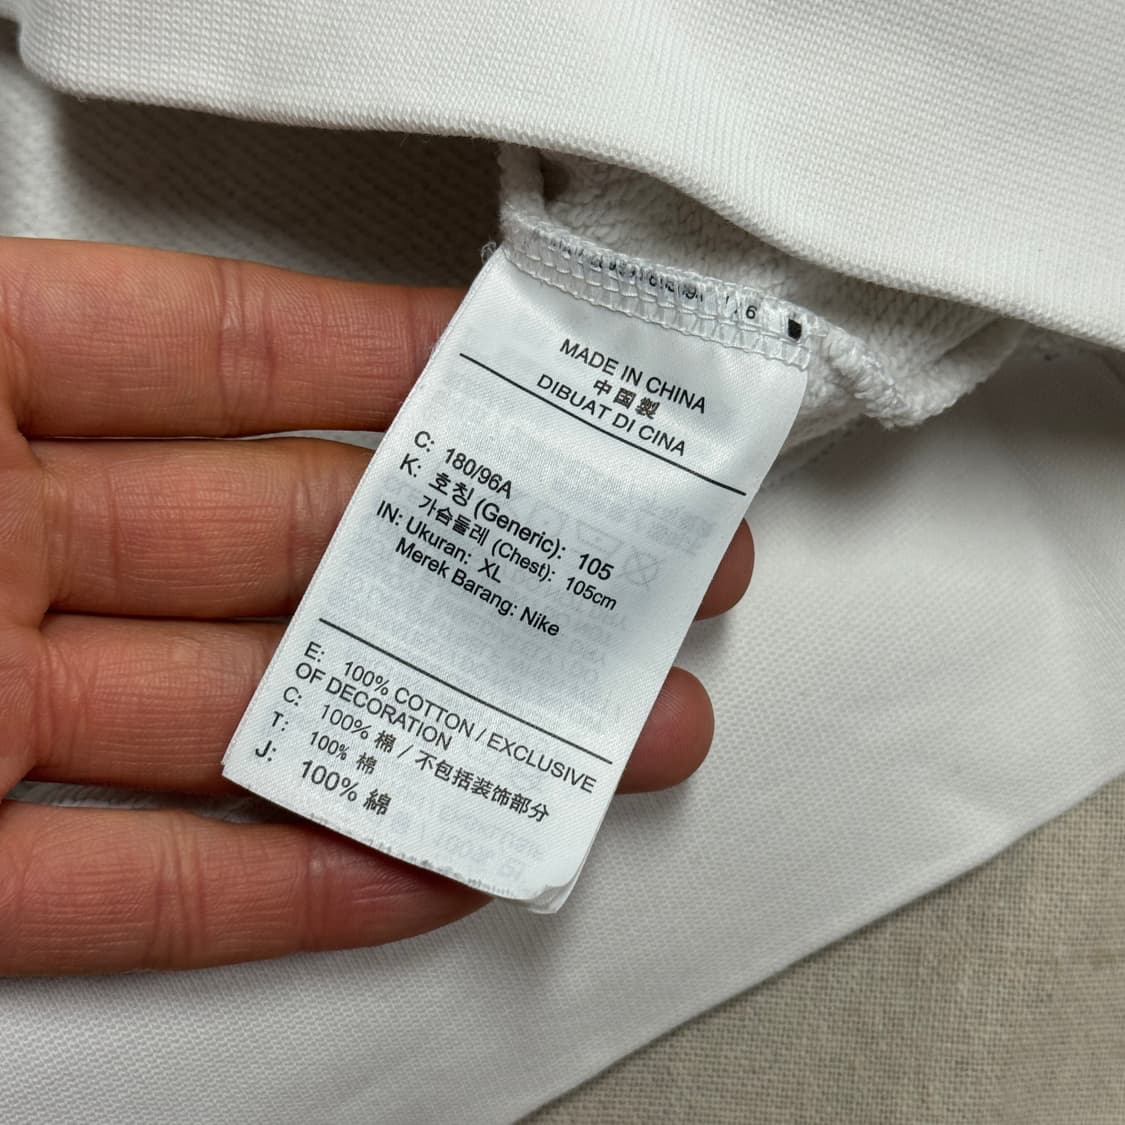 6
MADE IN CHINA
中 国 製
DIBUAT DI CINA
C: 180/96A
K: 호칭 (Generic): 105
가슴둘레 (Chest): 105cm
IN: Ukuran: XL
Merek Barang: Nike
E: 100% COTTON / EXCLUSIVE
OF DECORATION
C: 100% 棉 / 不包括装饰部分
T: 100% 棉
J: 100% 綿